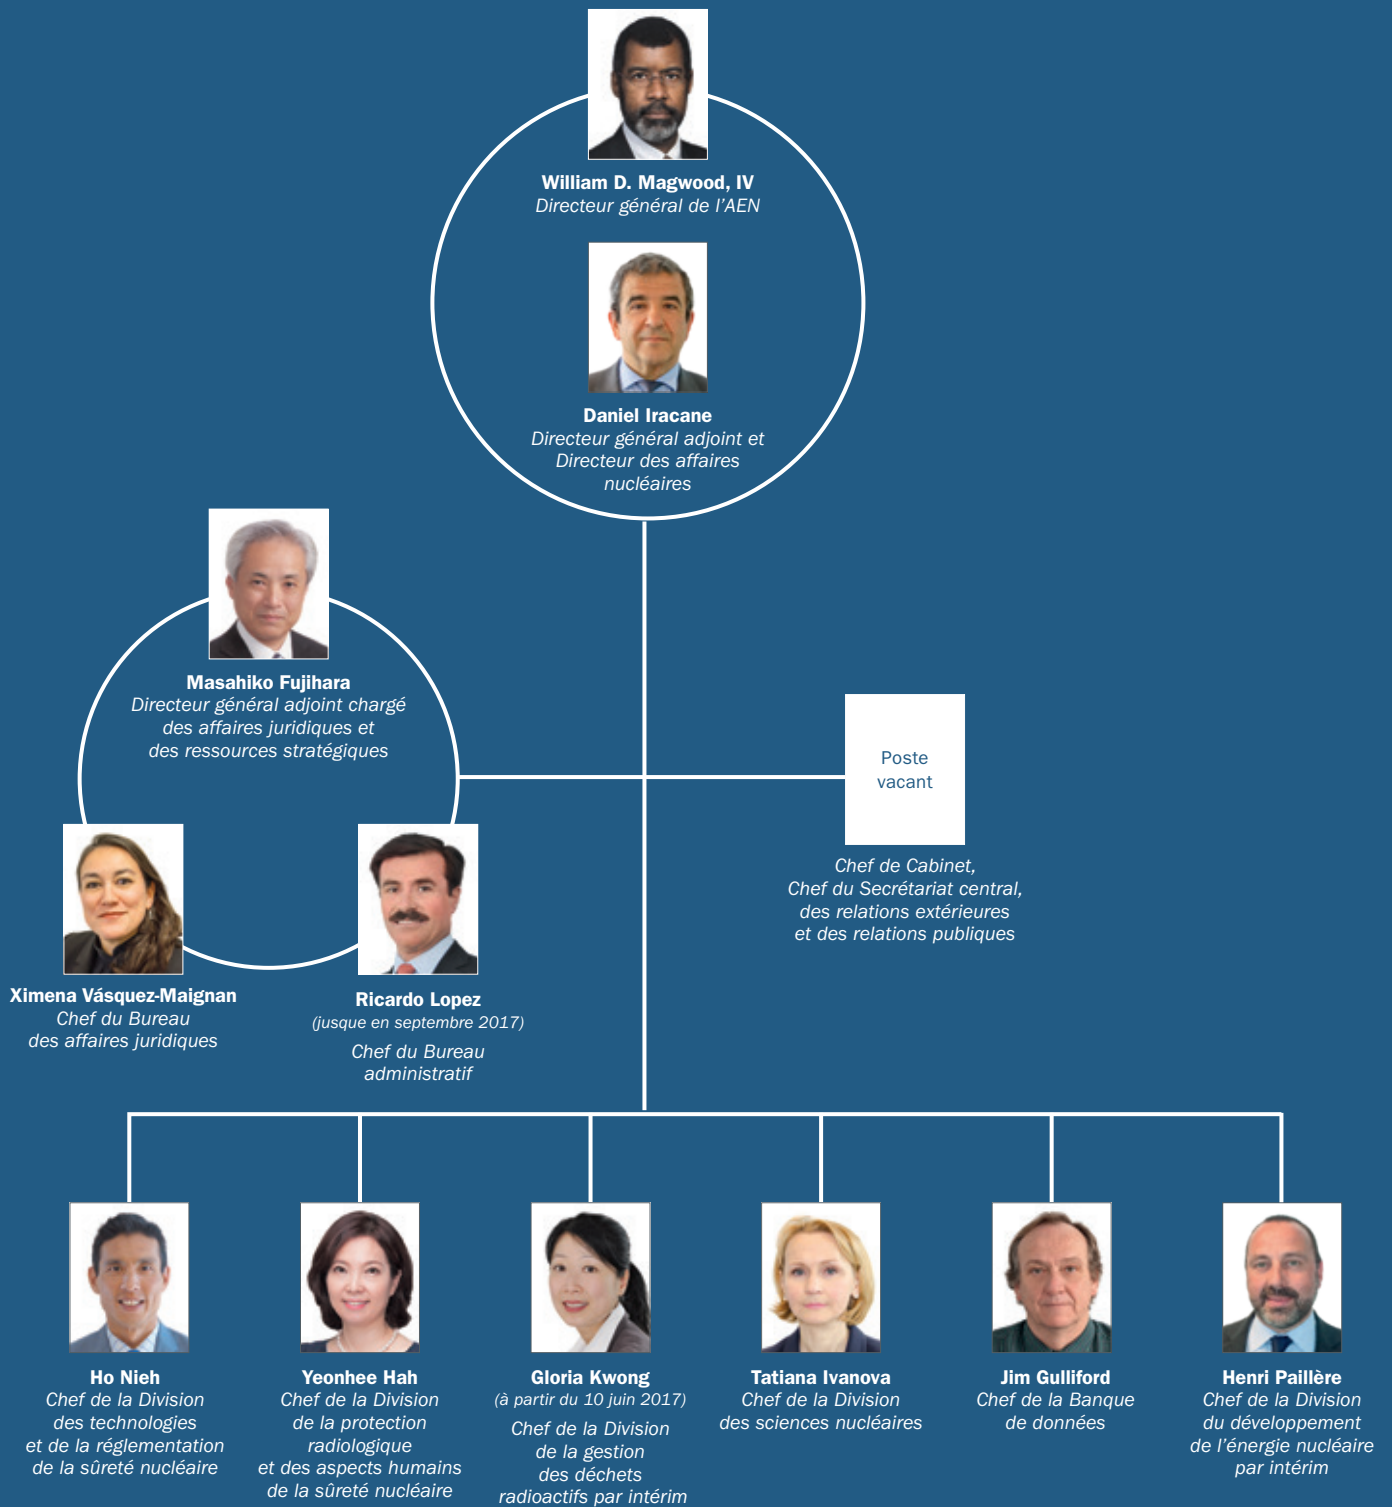 William D. Magwood, IV
Directeur général de l'AEN
Daniel Iracane
Directeur général adjoint et
Directeur des affaires
nucléaires
Masahiko Fujihara
Directeur général adjoint chargé
des affaires juridiques et
des ressources stratégiques
Poste
vacant
Chef de Cabinet,
Chef du Secrétariat central,
des relations extérieures
et des relations publiques
Ximena Vásquez-Maignan
Chef du Bureau
des affaires juridiques
Ricardo Lopez
(jusque en septembre 2017)
Chef du Bureau
administratif
Ho Nieh
Chef de la Division
des technologies
et de la réglementation
de la sûreté nucléaire
Yeonhee Hah
Chef de la Division
de la protection
radiologique
et des aspects humains
de la sûreté nucléaire
Gloria Kwong
(à partir du 10 juin 2017)
Chef de la Division
de la gestion
des déchets
radioactifs par intérim
Tatiana Ivanova
Chef de la Division
des sciences nucléaires
Jim Gulliford
Chef de la Banque
de données
Henri Paillère
Chef de la Division
du développement
de l'énergie nucléaire
par intérim